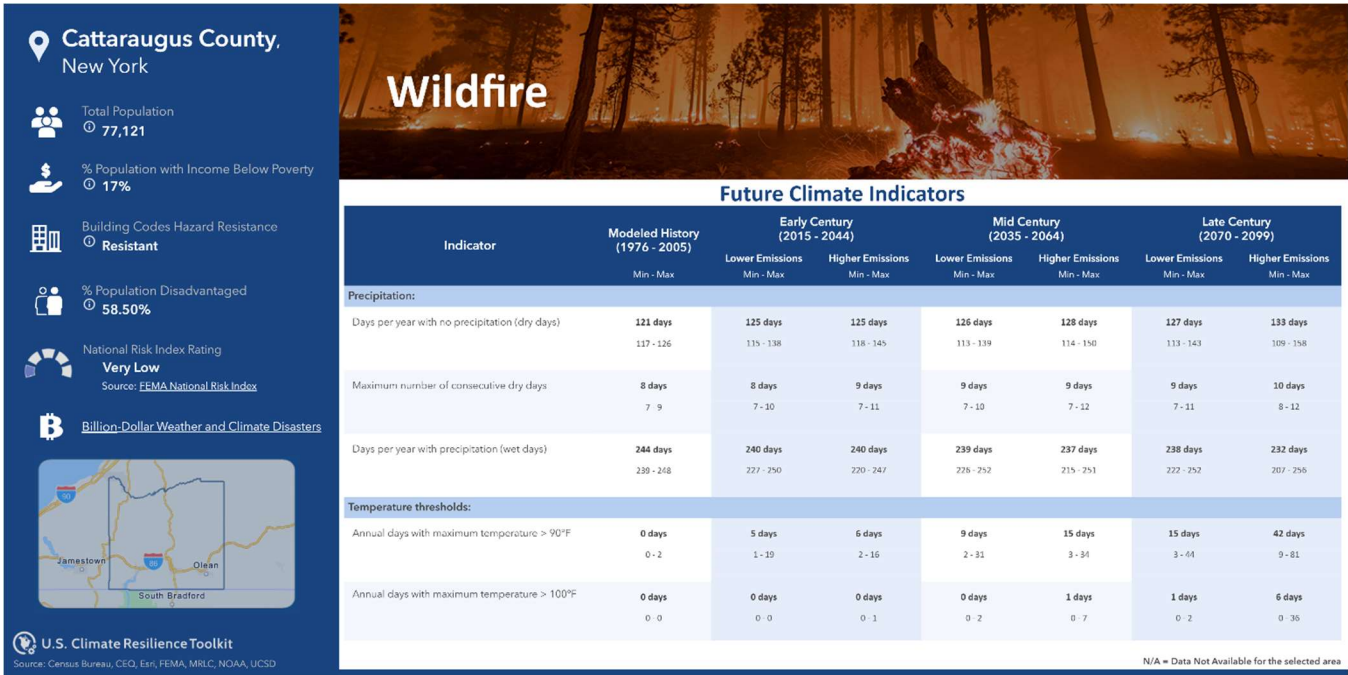 Cattaraugus County,
New York
Total Population
77,121
% Population with Income Below Poverty
17%
Building Codes Hazard Resistance
Resistant
% Population Disadvantaged
58.50%
National Risk Index Rating
Very Low
Source: FEMA National Risk Index
Billion-Dollar Weather and Climate Disasters
90
Jamestown
86
Olean
South Bradford
U.S. Climate Resilience Toolkit
Source: Census Bureau, CEQ, Esri, FEMA, MRLC, NOAA, UCSD
Wildfire
Future Climate Indicators
Indicator
Modeled History
(1976 - 2005)
Min - Max
Early Century
(2015 - 2044)
Mid Century
(2035 - 2064)
Late Century
(2070 - 2099)
Lower Emissions Higher Emissions Lower Emissions Higher Emissions Lower Emissions Higher Emissions
Min - Max Min - Max Min - Max Min - Max Min - Max Min - Max
Precipitation:
Days per year with no precipitation (dry days) 121 days 125 days 125 days 126 days 128 days 127 days 133 days
117 - 126 115 - 138 118 - 145 113 - 139 114 - 150 113 - 143 109 - 158
Maximum number of consecutive dry days 8 days 8 days 9 days 9 days 9 days 9 days 10 days
7 - 9 7 - 10 7 - 11 7 - 10 7 - 12 7 - 11 8 - 12
Days per year with precipitation (wet days) 244 days 240 days 240 days 239 days 237 days 238 days 232 days
239 - 248 227 - 250 220 - 247 226 - 252 215 - 251 222 - 252 207 - 256
Temperature thresholds:
Annual days with maximum temperature > 90°F 0 days 5 days 6 days 9 days 15 days 15 days 42 days
0 - 2 1 - 19 2 - 16 2 - 31 3 - 34 3 - 44 9 - 81
Annual days with maximum temperature > 100°F 0 days 0 days 0 days 0 days 1 days 1 days 6 days
0 - 0 0 - 0 0 - 1 0 - 2 0 - 7 0 - 2 0 - 36
N/A = Data Not Available for the selected area